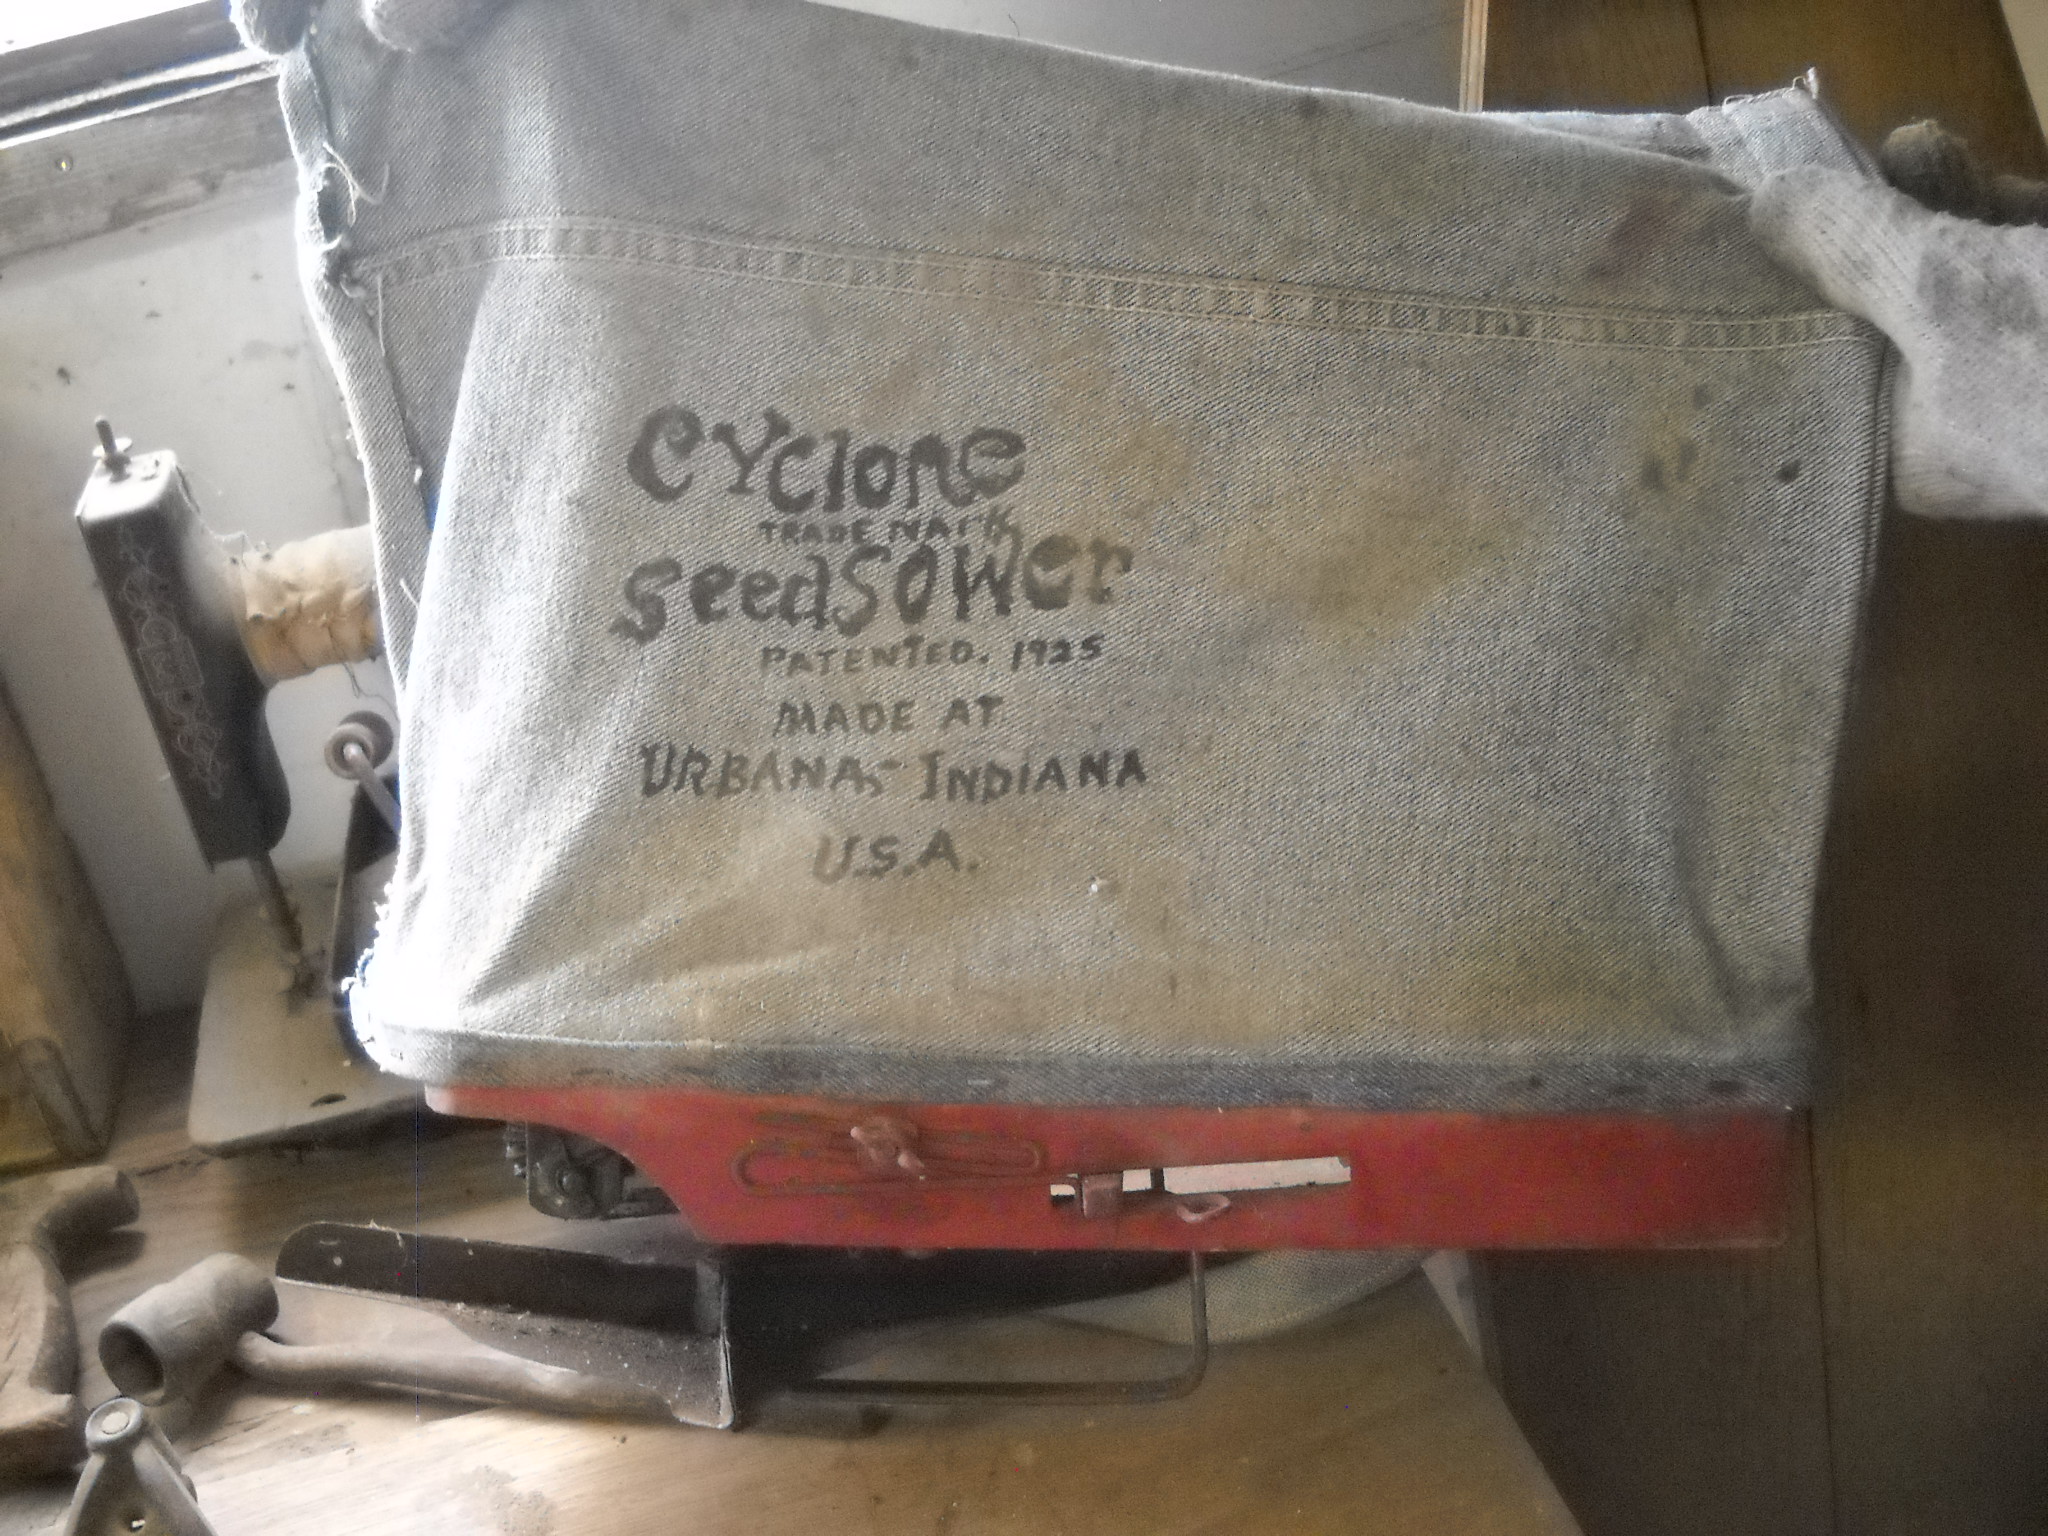 Cyclone
TRADE MARK
SeedSOWer
PATENTED. 1925
MADE AT
URBANA,- INDIANA
U.S.A.